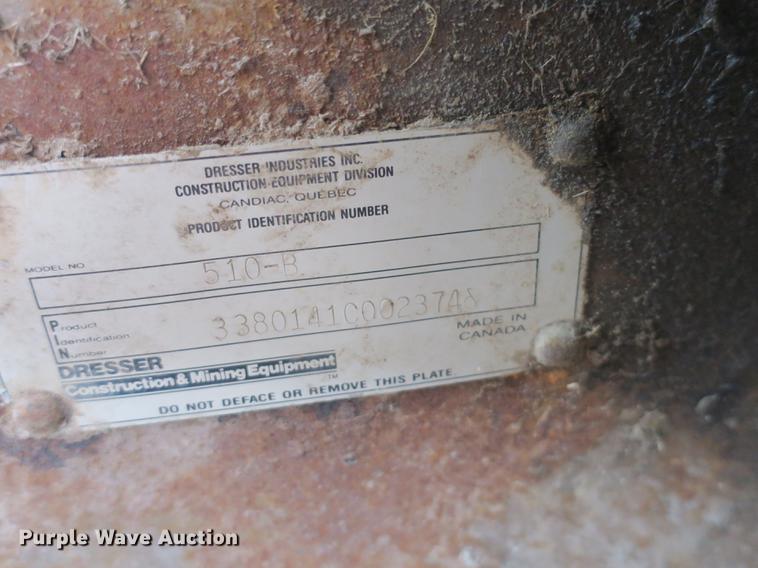 DRESSER INDUSTRIES INC.
CONSTRUCTION EQUIPMENT DIVISION
CANDIAC, QUEBEC
PRODUCT IDENTIFICATION NUMBER
MODEL NO.
510-B
Product
Identification
Number
DRESSER
Construction & Mining Equipment
TM
MADE IN
CANADA
DO NOT DEFACE OR REMOVE THIS PLATE
Purple Wave Auction